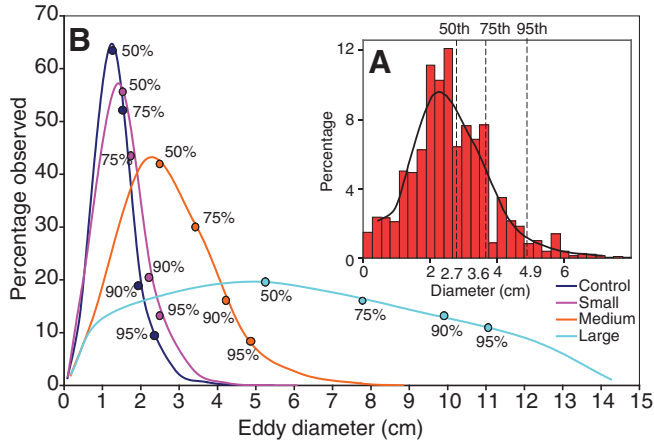 B
Percentage observed
70
60
50
40
30
20
10
0
0 1 2 3 4 5 6 7 8 9 10 11 12 13 14 15
Eddy diameter (cm)
50%
50%
75%
75%
50%
75%
90%
90%
95%
95%
90%
95%
50%
75%
90%
95%
50th 75th 95th
A
Percentage
12
8
4
0
0 2 2.7 3.6 4 4.9 6
Diameter (cm)
Control
Small
Medium
Large